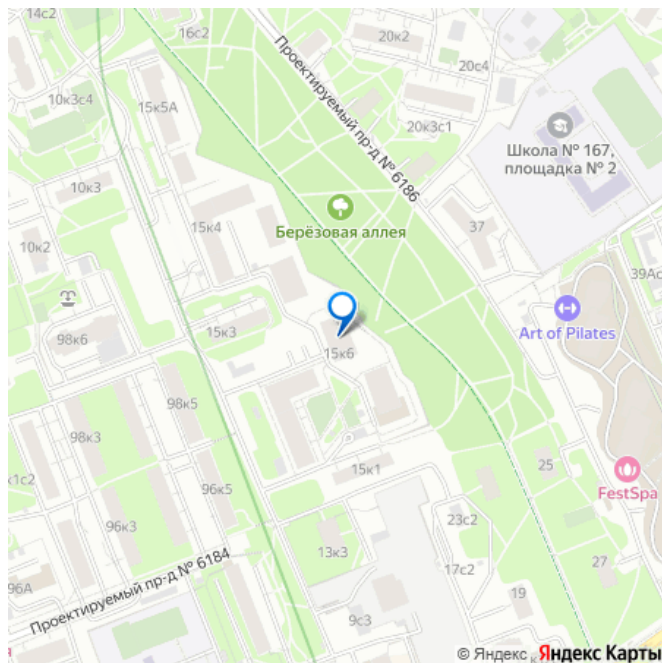 14с2
16с2
20к2
20с4
10к3с4
15к5А
Проектируемый пр-д № 6186
20к3с1
Школа № 167,
площадка № 2
10к3
15к4
Берёзовая аллея
37
10к2
39Ас
98к6
15к3
Art of Pilates
15к6
98к5
98к3
15к1
25
к1с2
96к5
FestSpa
96к3
23с2
13к3
27
96А
Проектируемый пр-д № 6184
17с2
19
9с3
я
© Яндекс Яндекс Карты